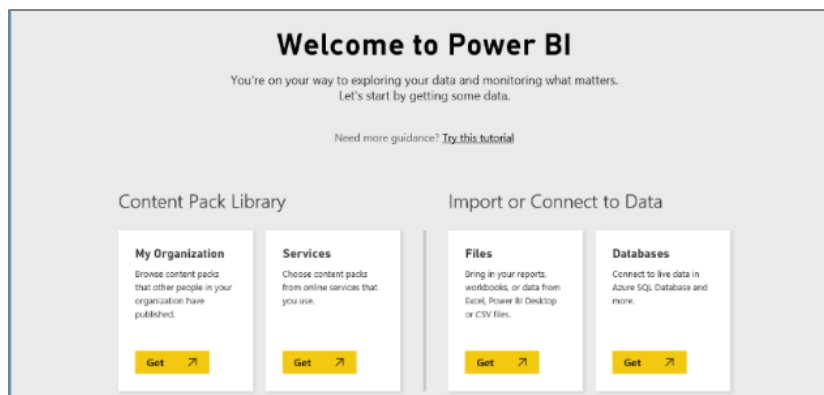 Welcome to Power BI
You're on your way to exploring your data and monitoring what matters.
Let's start by getting some data.
Need more guidance? Try this tutorial
Content Pack Library
Import or Connect to Data
My Organization
Browse content packs
that other people in your
organization have
published.
Get
Services
Choose content packs
from online services that
you use.
Get
Files
Bring in your reports,
workbooks, or data from
Excel, Power BI Desktop
or CSV files.
Get
Databases
Connect to live data in
Azure SQL Database and
more.
Get